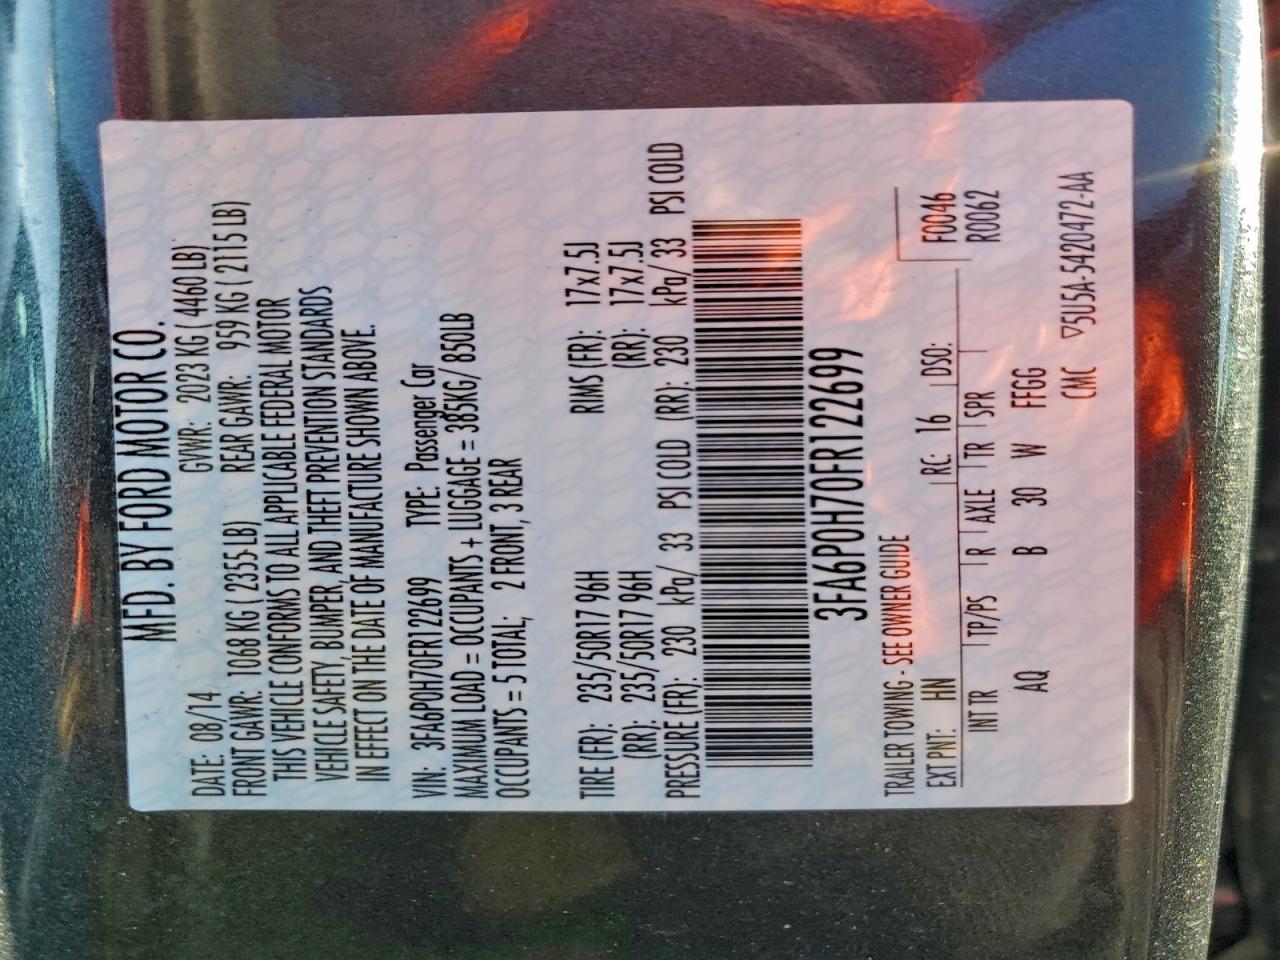 MFD. BY FORD MOTOR CO.
DATE: 08/14 GVWR: 2023 KG ( 4460 LB)
FRONT GAWR: 1068 KG ( 2355 LB) REAR GAWR: 959 KG ( 2115 LB)
THIS VEHICLE CONFORMS TO ALL APPLICABLE FEDERAL MOTOR
VEHICLE SAFETY, BUMPER, AND THEFT PREVENTION STANDARDS
IN EFFECT ON THE DATE OF MANUFACTURE SHOWN ABOVE.
VIN: 3FA6P0H70FR122699 TYPE: Passenger Car
MAXIMUM LOAD = OCCUPANTS + LUGGAGE = 385KG/ 850LB
OCCUPANTS = 5 TOTAL; 2 FRONT, 3 REAR
TIRE (FR): 235/50R17 96H RIMS (FR): 17x7.5J
(RR): 235/50R17 96H (RR): 17x7.5J
PRESSURE (FR): 230 kPa/ 33 PSI COLD (RR): 230 kPa/ 33 PSI COLD
3FA6P0H70FR122699
TRAILER TOWING - SEE OWNER GUIDE
EXT PNT: HN RC: 16 DSO: F0046
INT TR TP/PS R AXLE TR SPR R0062
AQ B 30 W FFGG
CMC ▽5U5A-5420472-AA